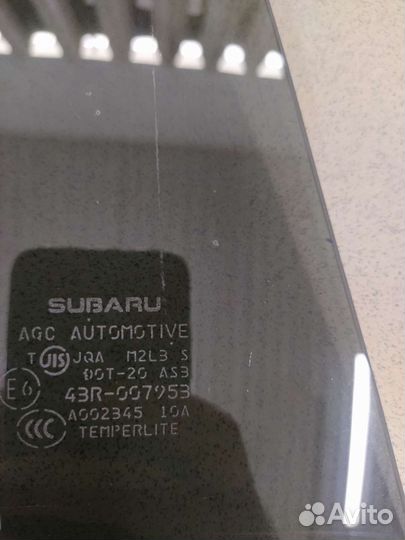 SUBARU
AGC AUTOMOTIVE
T JIS JQA M2L3 S
DOT-20 AS3
E6 43R-007953
A002345 10A
CCC TEMPERLITE
Avito